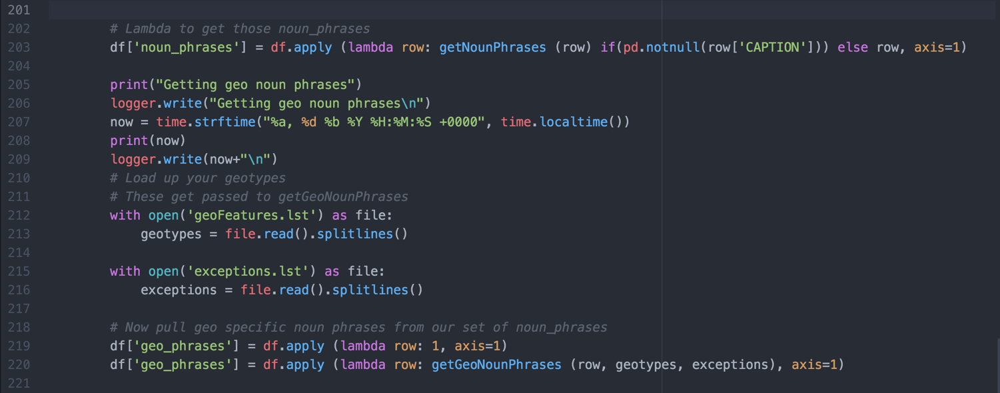 201
202 # Lambda to get those noun_phrases
203 df['noun_phrases'] = df.apply (lambda row: getNounPhrases (row) if(pd.notnull(row['CAPTION'])) else row, axis=1)
204
205 print("Getting geo noun phrases")
206 logger.write("Getting geo noun phrases\n")
207 now = time.strftime("%a, %d %b %Y %H:%M:%S +0000", time.localtime())
208 print(now)
209 logger.write(now+"\n")
210 # Load up your geotypes
211 # These get passed to getGeoNounPhrases
212 with open('geoFeatures.lst') as file:
213     geotypes = file.read().splitlines()
214
215 with open('exceptions.lst') as file:
216     exceptions = file.read().splitlines()
217
218 # Now pull geo specific noun phrases from our set of noun_phrases
219 df['geo_phrases'] = df.apply (lambda row: 1, axis=1)
220 df['geo_phrases'] = df.apply (lambda row: getGeoNounPhrases (row, geotypes, exceptions), axis=1)
221